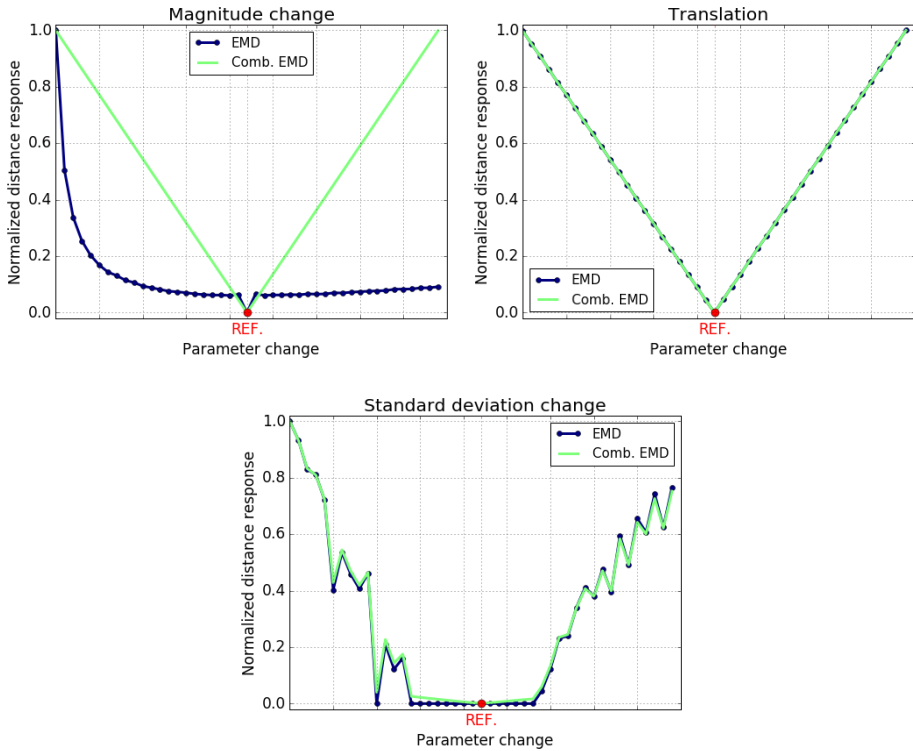 Magnitude change
EMD
Comb. EMD
Normalized distance response
1.0
0.8
0.6
0.4
0.2
0.0
REF.
Parameter change
Translation
Normalized distance response
1.0
0.8
0.6
0.4
0.2
0.0
EMD
Comb. EMD
REF.
Parameter change
Standard deviation change
EMD
Comb. EMD
Normalized distance response
1.0
0.8
0.6
0.4
0.2
0.0
REF.
Parameter change